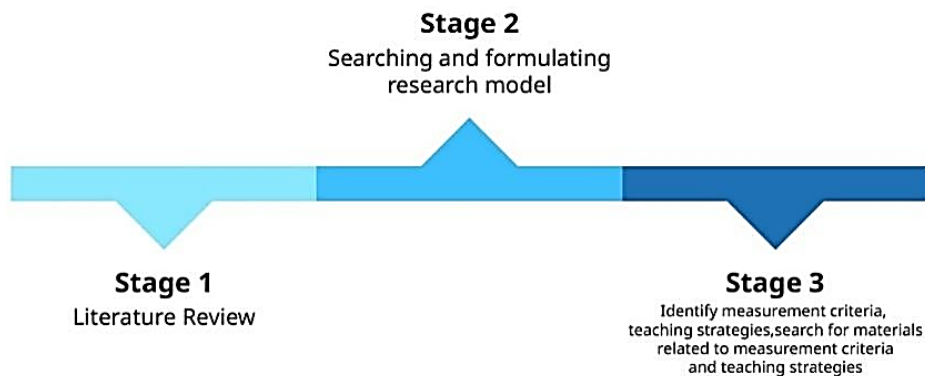 Stage 2
Searching and formulating
research model
Stage 1
Literature Review
Stage 3
Identify measurement criteria,
teaching strategies,search for materials
related to measurement criteria
and teaching strategies